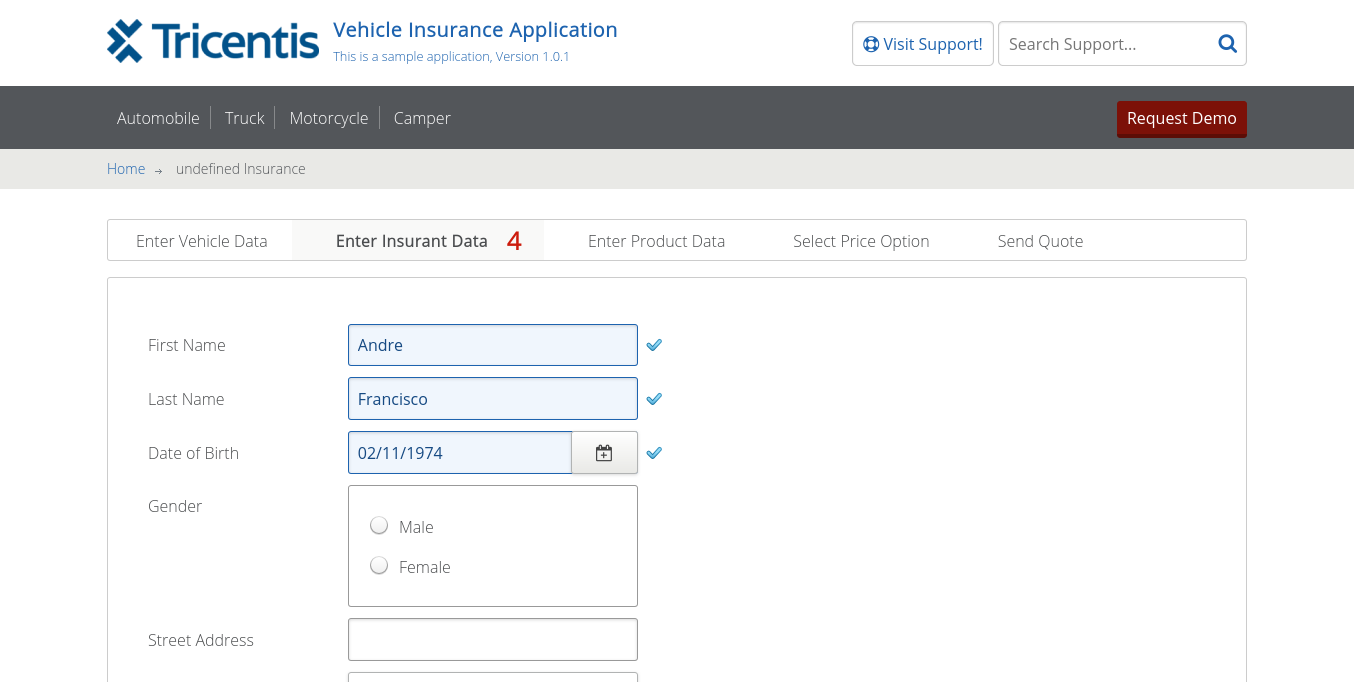 Tricentis
Vehicle Insurance Application
This is a sample application, Version 1.0.1
Visit Support!
Search Support...
Automobile
Truck
Motorcycle
Camper
Request Demo
Home → undefined Insurance
Enter Vehicle Data
Enter Insurant Data 4
Enter Product Data
Select Price Option
Send Quote
First Name
Andre
Last Name
Francisco
Date of Birth
02/11/1974
Gender
Male
Female
Street Address